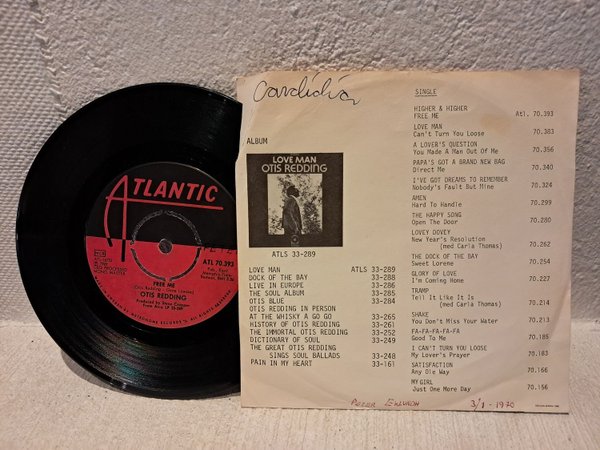 ATLANTIC
ATL 70.393
FREE ME
OTIS REDDING
Candidia
ALBUM
LOVE MAN
OTIS REDDING
ATLS 33-289
LOVE MAN ATLS 33-289
DOCK OF THE BAY 33-288
LIVE IN EUROPE 33-286
THE SOUL ALBUM 33-285
OTIS BLUE 33-284
OTIS REDDING IN PERSON
AT THE WHISKY A GO GO 33-265
HISTORY OF OTIS REDDING 33-261
THE IMMORTAL OTIS REDDING 33-252
DICTIONARY OF SOUL 33-249
THE GREAT OTIS REDDING
SINGS SOUL BALLADS 33-248
PAIN IN MY HEART 33-161
SINGLE
HIGHER & HIGHER
FREE ME Atl. 70.393
LOVE MAN
Can't Turn You Loose 70.383
A LOVER'S QUESTION
You Made A Man Out Of Me 70.356
PAPA'S GOT A BRAND NEW BAG
Direct Me 70.340
I'VE GOT DREAMS TO REMEMBER
Nobody's Fault But Mine 70.324
AMEN
Hard To Handle 70.299
THE HAPPY SONG
Open The Door 70.280
LOVEY DOVEY
New Year's Resolution
(med Carla Thomas) 70.262
THE DOCK OF THE BAY
Sweet Lorene 70.254
GLORY OF LOVE
I'm Coming Home 70.227
TRAMP
Tell It Like It Is
(med Carla Thomas) 70.214
SHAKE
You Don't Miss Your Water 70.213
FA-FA-FA-FA-FA
Good To Me 70.185
I CAN'T TURN YOU LOOSE
My Lover's Prayer 70.183
SATISFACTION
Any Ole Way 70.166
MY GIRL
Just One More Day 70.156
3/1-1970